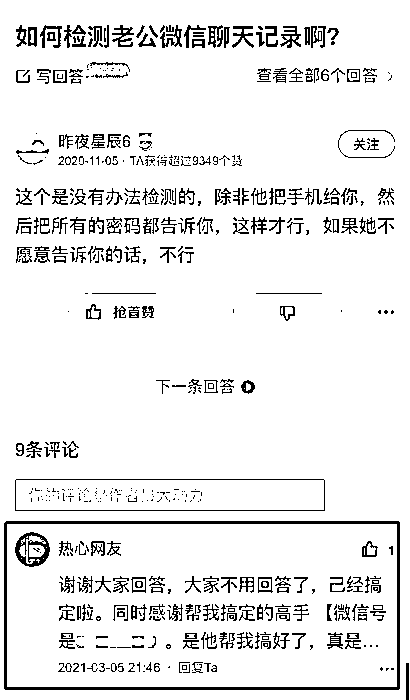 如何检测老公微信聊天记录啊?
写回答
查看全部6个回答
昨夜星辰6
关注
2020-11-05 · TA获得超过9349个赞
这个是没有办法检测的，除非他把手机给你，然
后把所有的密码都告诉你，这样才行，如果她不
愿意告诉你的话，不行
抢首赞
下一条回答
9条评论
你的评论是作者最大动力
热心网友
1
谢谢大家回答，大家不用回答了，己经搞
定啦。同时感谢帮我搞定的高手 【微信号
是 】。是他帮我搞好了，真是...
2021-03-05 21:46 · 回复Ta